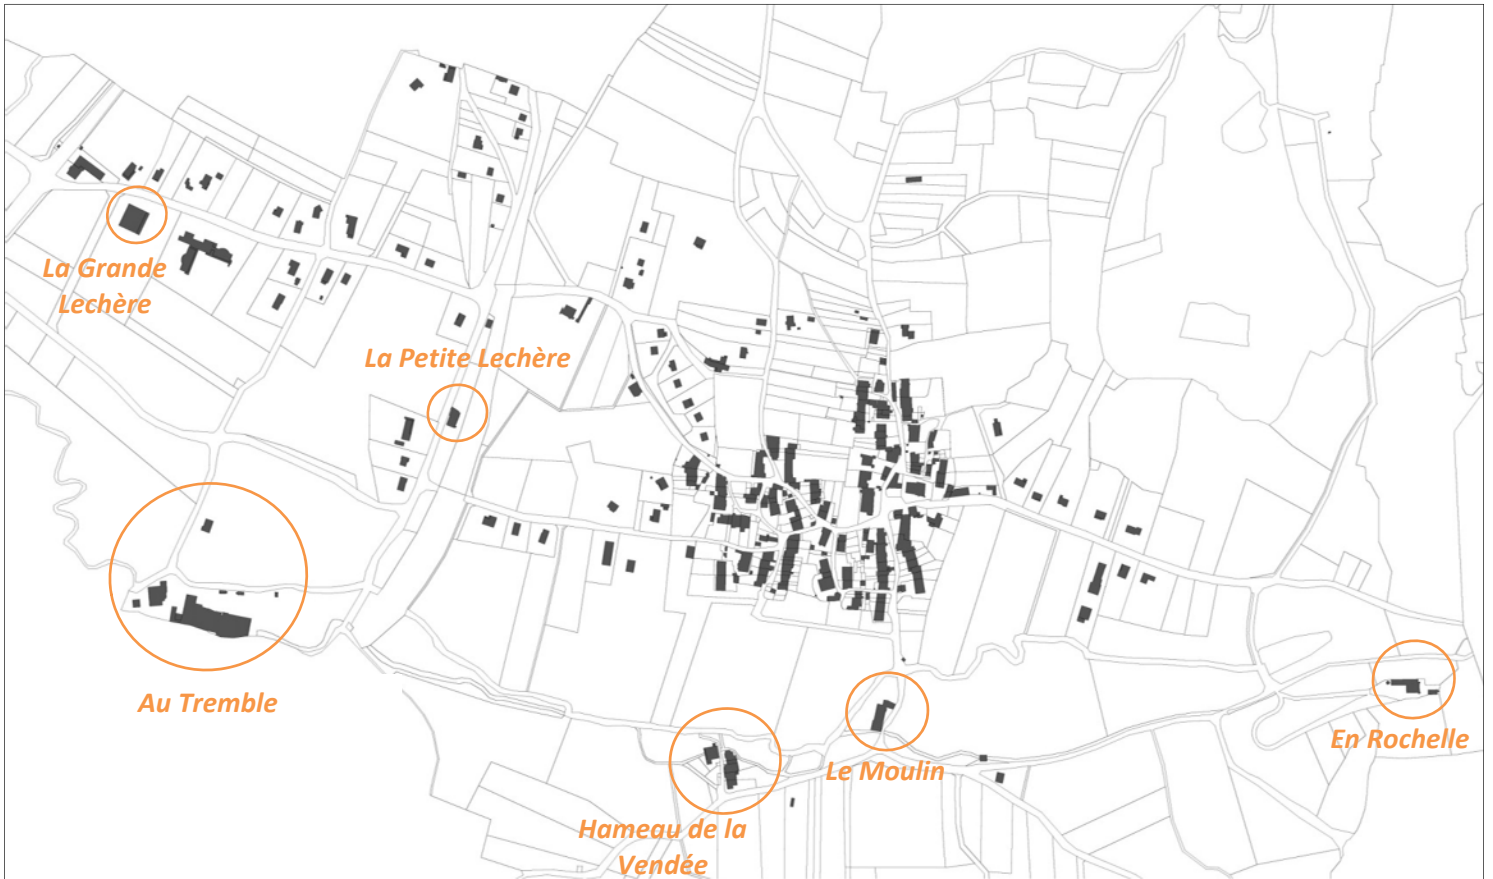 La Grande
Lechère
La Petite Lechère
Au Tremble
En Rochelle
Le Moulin
Hameau de la
Vendée